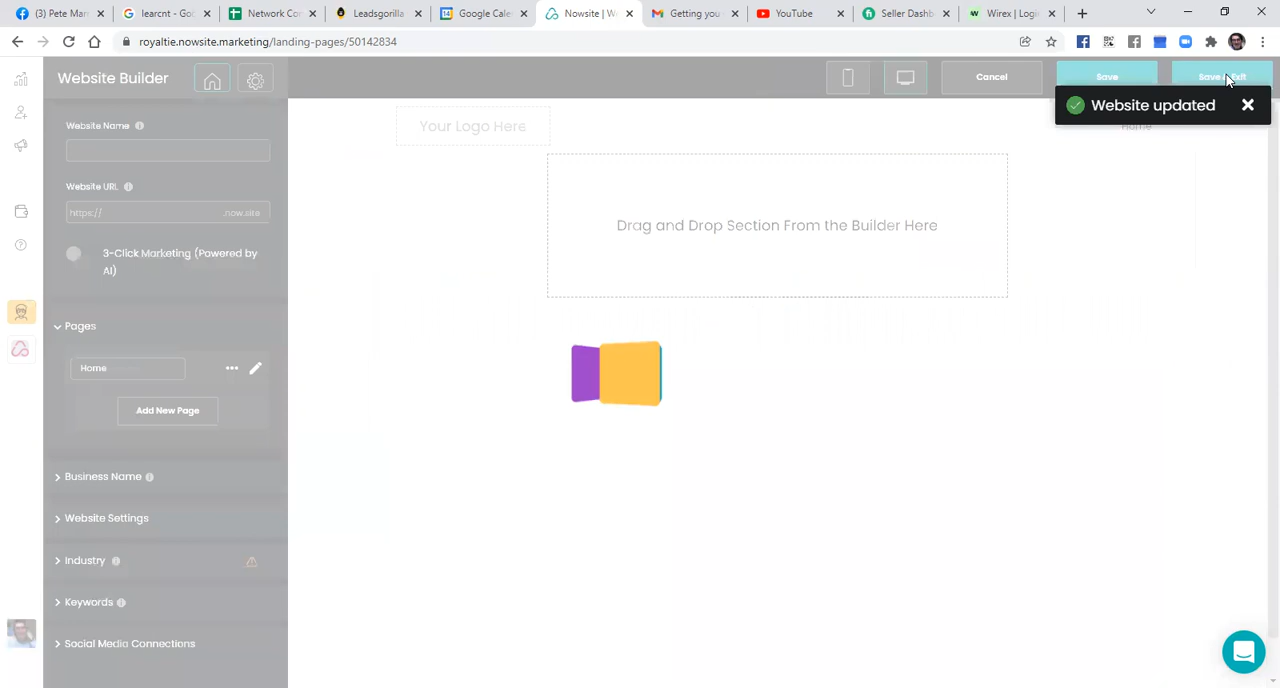 (3) Pete Mam
learcnt - Go
Network Con
Leadsgorilla
Google Cale
Nowsite | W
Getting you
YouTube
Seller Dashb
Wirex | Logi
royaltie.nowsite.marketing/landing-pages/50142834
Website Builder
Cancel
Save
Save & Exit
Website updated
Website Name
Your Logo Here
Home
Website URL
https://
.now.site
Drag and Drop Section From the Builder Here
3-Click Marketing (Powered by
AI)
Pages
Home
Add New Page
Business Name
Website Settings
Industry
Keywords
Social Media Connections